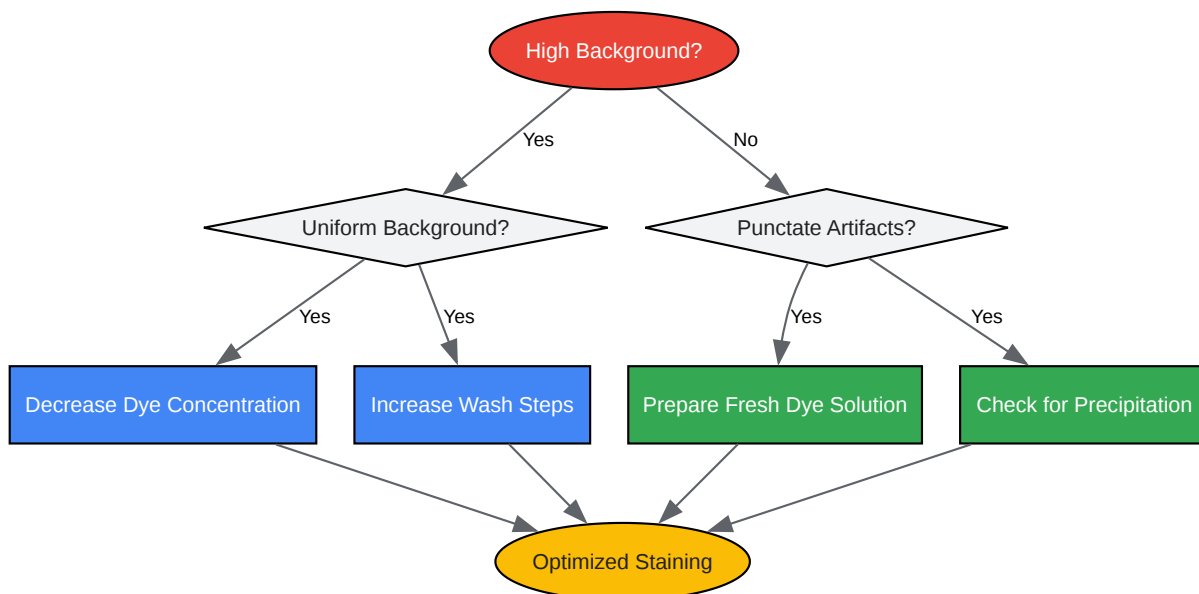 High Background?
Yes
No
Uniform Background?
Punctate Artifacts?
Yes
Yes
Yes
Yes
Decrease Dye Concentration
Increase Wash Steps
Prepare Fresh Dye Solution
Check for Precipitation
Optimized Staining